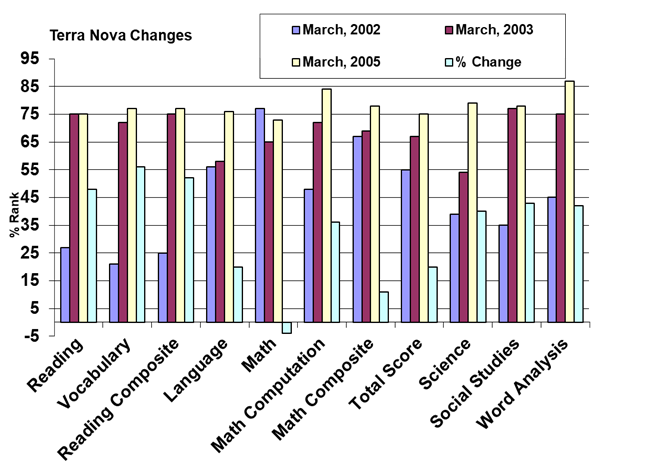 Terra Nova Changes
March, 2002
March, 2003
March, 2005
% Change
95
85
75
65
55
45
35
25
15
5
-5
% Rank
Reading
Vocabulary
Reading Composite
Language
Math
Math Computation
Math Composite
Total Score
Science
Social Studies
Word Analysis